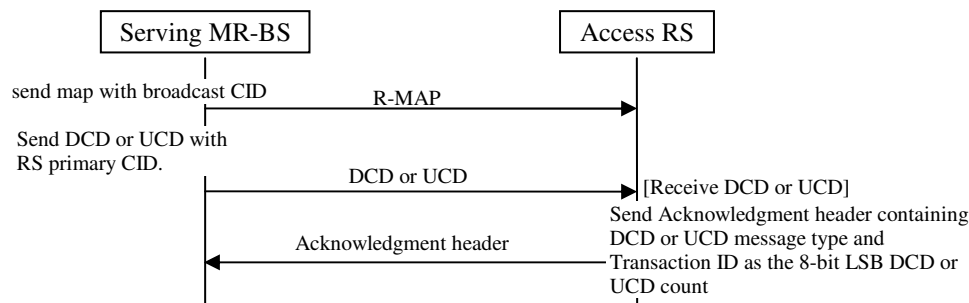 Serving MR-BS
Access RS
send map with broadcast CID
R-MAP
Send DCD or UCD with
RS primary CID.
DCD or UCD
[Receive DCD or UCD]
Send Acknowledgment header containing
DCD or UCD message type and
Transaction ID as the 8-bit LSB DCD or
UCD count
Acknowledgment header